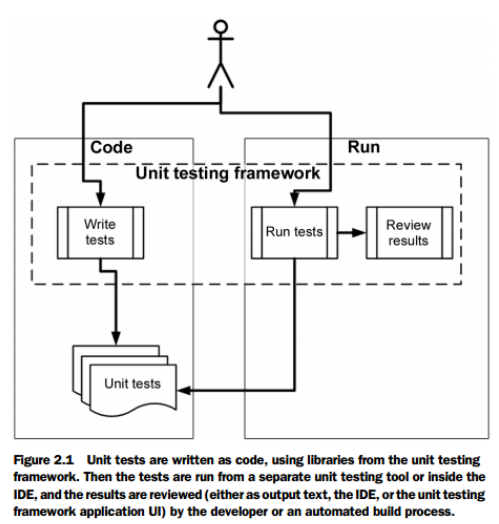 Code
Run
Unit testing framework
Write
tests
Run tests
Review
results
Unit tests
Figure 2.1 Unit tests are written as code, using libraries from the unit testing
framework. Then the tests are run from a separate unit testing tool or inside the
IDE, and the results are reviewed (either as output text, the IDE, or the unit testing
framework application UI) by the developer or an automated build process.